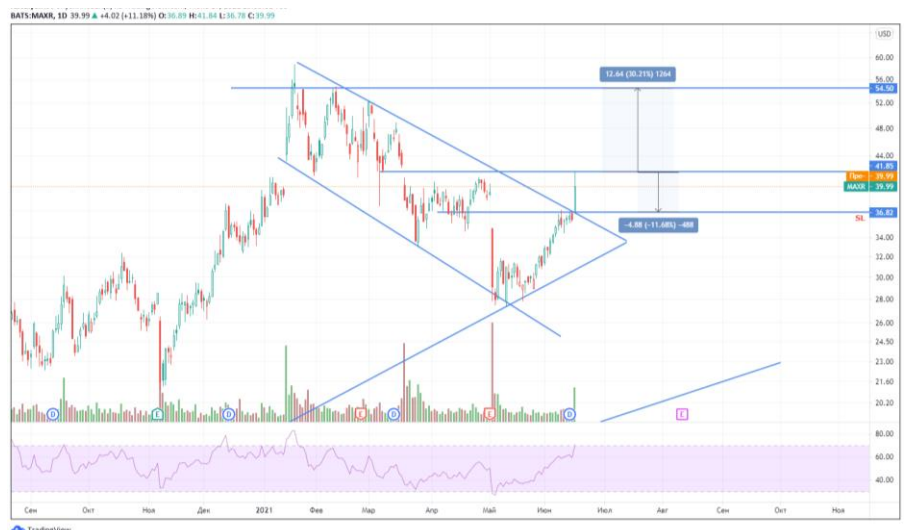 BATS:MAXR, 1D 39.99 ▲ +4.02 (+11.18%) O:36.89 H:41.84 L:36.78 C:39.99
USD
60.00
12.64 (30.21%) 1264
56.00
54.50
52.00
48.00
44.00
41.85
Пре- 39.99
MAXR 39.99
36.82
SL
-4.88 (-11.68%) -488
34.00
32.00
30.00
28.00
26.00
24.50
23.00
21.60
20.20
D E D E D E D E
80.00
60.00
40.00
Сен Окт Ноя Дек 2021 Фев Мар Апр Май Июн Июл Авг Сен Окт Ноя
TradingView